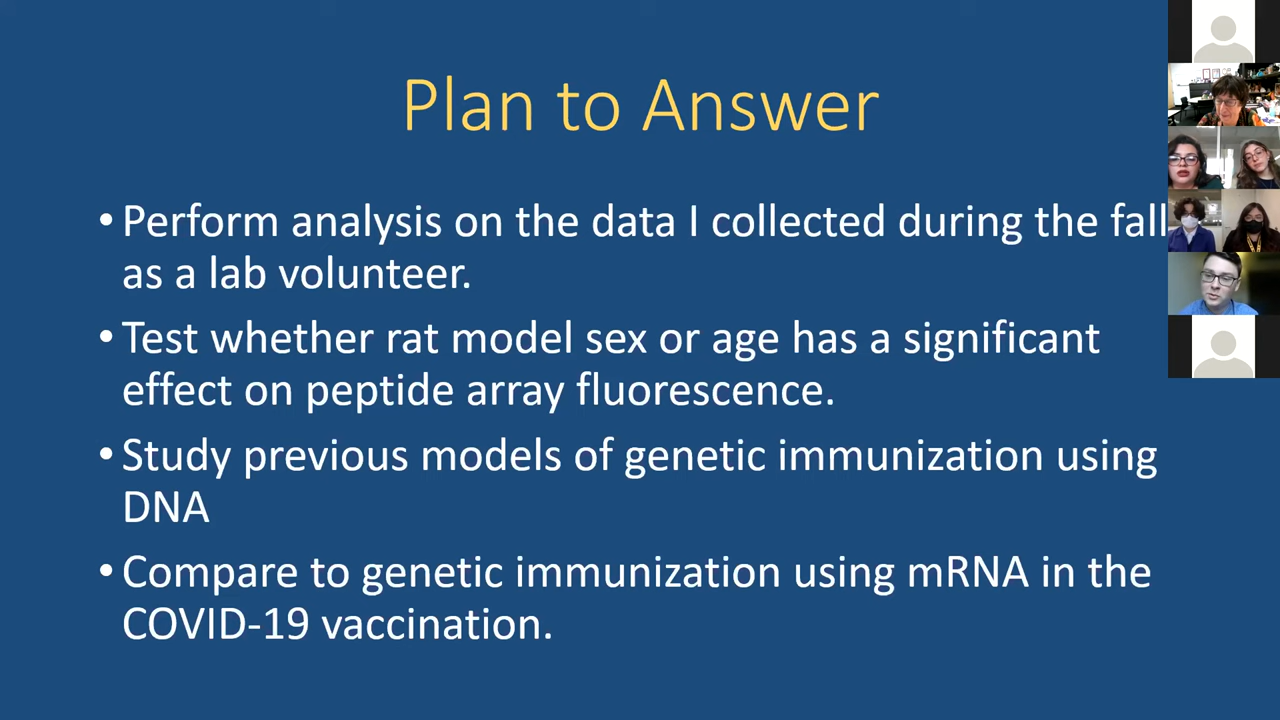 Plan to Answer
• Perform analysis on the data I collected during the fall
as a lab volunteer.
• Test whether rat model sex or age has a significant
effect on peptide array fluorescence.
• Study previous models of genetic immunization using
DNA
• Compare to genetic immunization using mRNA in the
COVID-19 vaccination.